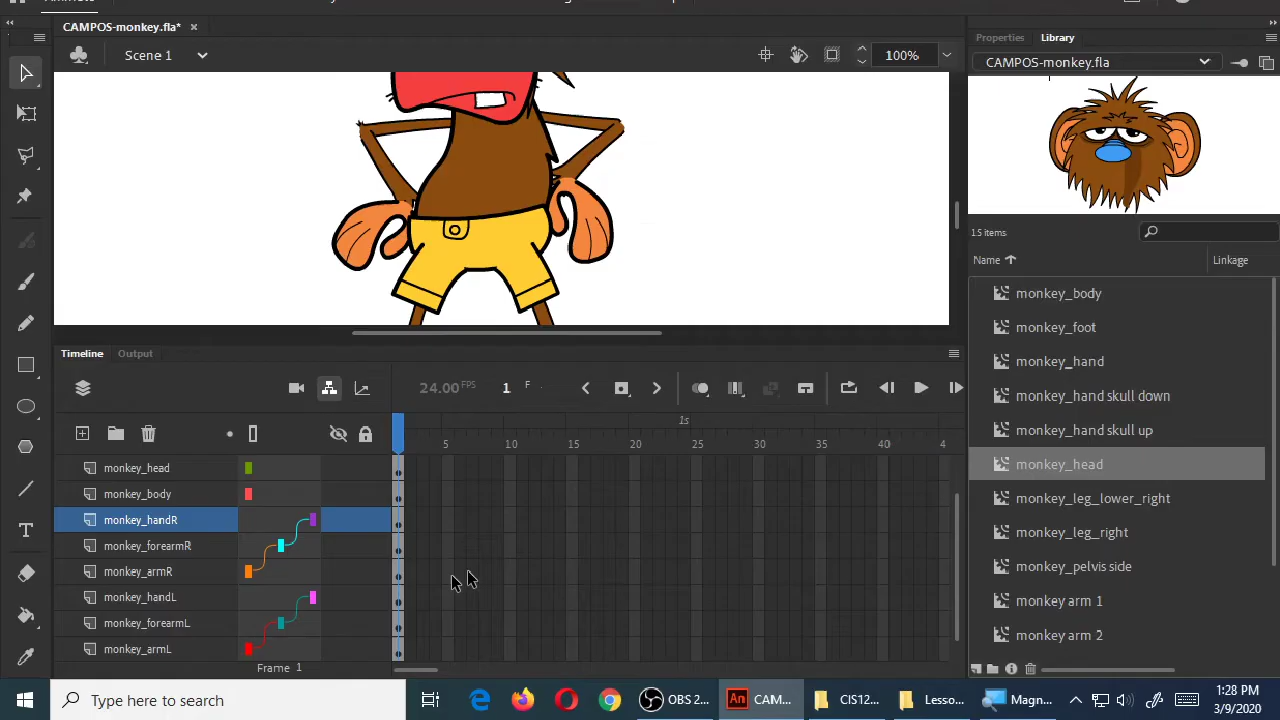 CAMPOS-monkey.fla*
Scene 1
100%
Properties
Library
CAMPOS-monkey.fla
15 items
Name
Linkage
monkey_body
monkey_foot
monkey_hand
monkey_hand skull down
monkey_hand skull up
monkey_head
monkey_leg_lower_right
monkey_leg_right
monkey_pelvis side
monkey arm 1
monkey arm 2
Timeline
Output
24.00 FPS
1 F
1s
5 10 15 20 25 30 35 40 4
monkey_head
monkey_body
monkey_handR
monkey_forearmR
monkey_armR
monkey_handL
monkey_forearmL
monkey_armL
Frame 1
Type here to search
OBS 2...
An
CAM...
CIS12...
Lesso...
Magn...
1:28 PM
3/9/2020